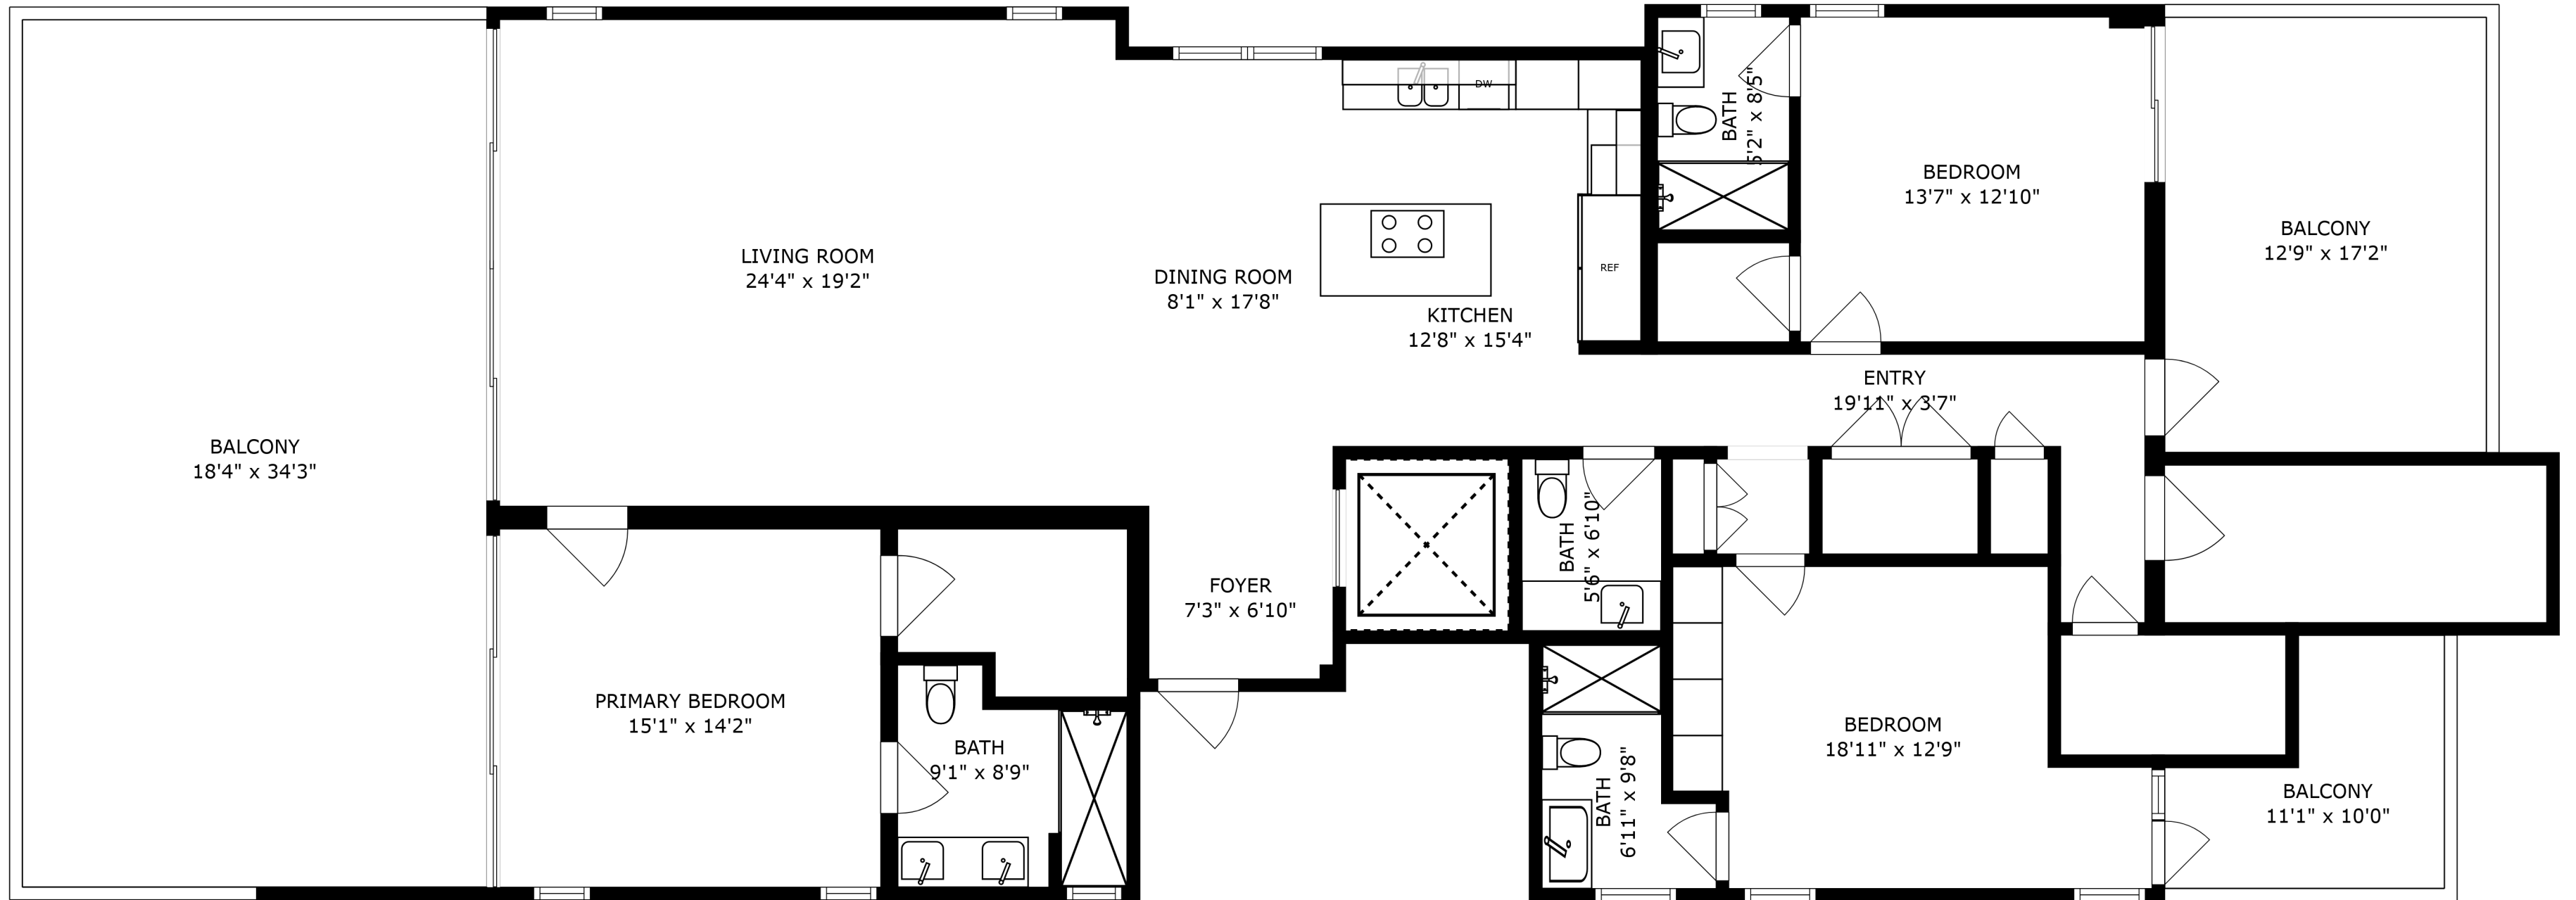 BALCONY
18'4" x 34'3"
LIVING ROOM
24'4" x 19'2"
DINING ROOM
8'1" x 17'8"
KITCHEN
12'8" x 15'4"
DW
REF
BATH
5'2" x 8'5"
BEDROOM
13'7" x 12'10"
BALCONY
12'9" x 17'2"
ENTRY
19'11" x 3'7"
BATH
5'6" x 6'10"
FOYER
7'3" x 6'10"
PRIMARY BEDROOM
15'1" x 14'2"
BATH
9'1" x 8'9"
BATH
6'11" x 9'8"
BEDROOM
18'11" x 12'9"
BALCONY
11'1" x 10'0"